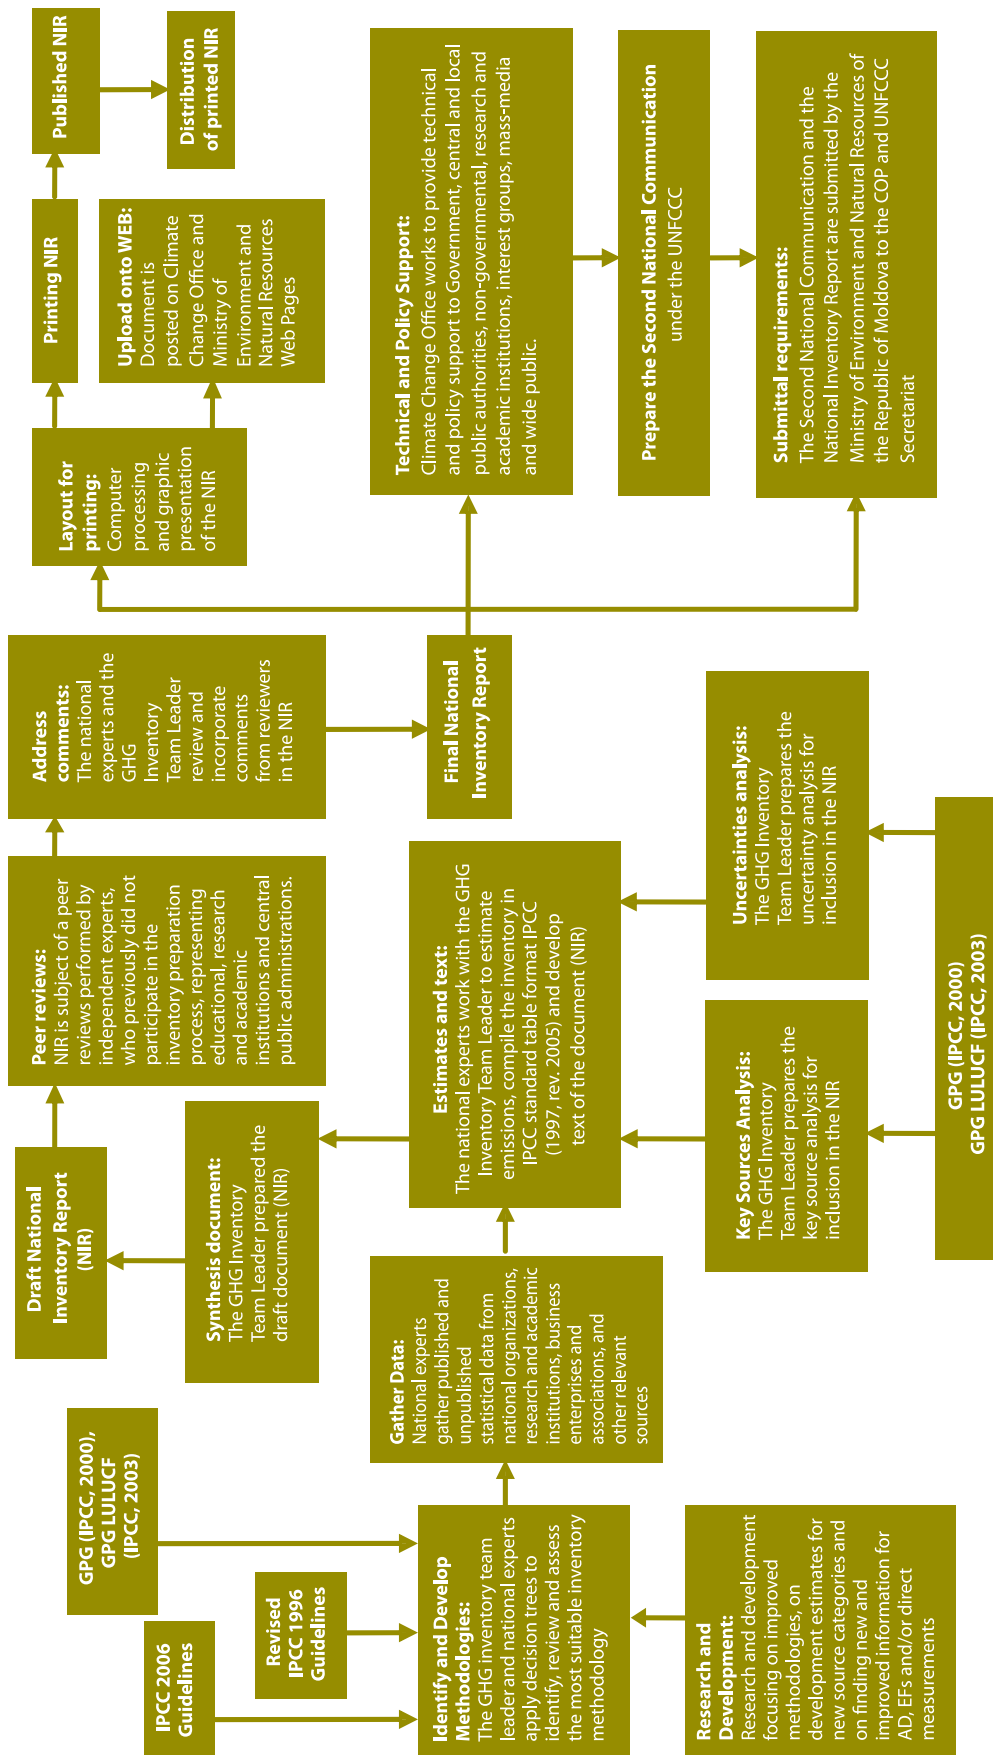 IPCC 2006
Guidelines
Revised
IPCC 1996
Guidelines
GPG (IPCC, 2000),
GPG LULUCF
(IPCC, 2003)
Identify and Develop
Methodologies:
The GHG inventory team
leader and national experts
apply decision trees to
identify, review and assess
the most suitable inventory
methodology
Research and
Development:
Research and development
focusing on improved
methodologies, on
development estimates for
new source categories and
on finding new and
improved information for
AD, EFs and/or direct
measurements
Gather Data:
National experts
gather published and
unpublished
statistical data from
national organizations,
research and academic
institutions, business
enterprises and
associations, and
other relevant
sources
Estimates and text:
The national experts work with the GHG
Inventory Team Leader to estimate
emissions, compile the inventory in
IPCC standard table format IPCC
(1997, rev. 2005) and develop
text of the document (NIR)
Key Sources Analysis:
The GHG Inventory
Team Leader prepares the
key source analysis for
inclusion in the NIR
Uncertainties analysis:
The GHG Inventory
Team Leader prepares the
uncertainty analysis for
inclusion in the NIR
GPG (IPCC, 2000)
GPG LULUCF (IPCC, 2003)
Synthesis document:
The GHG Inventory
Team Leader prepared the
draft document (NIR)
Draft National
Inventory Report
(NIR)
Peer reviews:
NIR is subject of a peer
reviews performed by
independent experts,
who previously did not
participate in the
inventory preparation
process, representing
educational, research
and academic
institutions and central
public administrations.
Address
comments:
The national
experts and the
GHG
Inventory
Team Leader
review and
incorporate
comments
from reviewers
in the NIR
Final National
Inventory Report
Layout for
printing:
Computer
processing
and graphic
presentation
of the NIR
Printing NIR
Published NIR
Distribution
of printed NIR
Upload onto WEB:
Document is
posted on Climate
Change Office and
Ministry of
Environment and
Natural Resources
Web Pages
Technical and Policy Support:
Climate Change Office works to provide technical
and policy support to Government, central and local
public authorities, non-governmental, research and
academic institutions, interest groups, mass-media
and wide public.
Prepare the Second National Communication
under the UNFCCC
Submittal requirements:
The Second National Communication and the
National Inventory Report are submitted by the
Ministry of Environment and Natural Resources of
the Republic of Moldova to the COP and UNFCCC
Secretariat